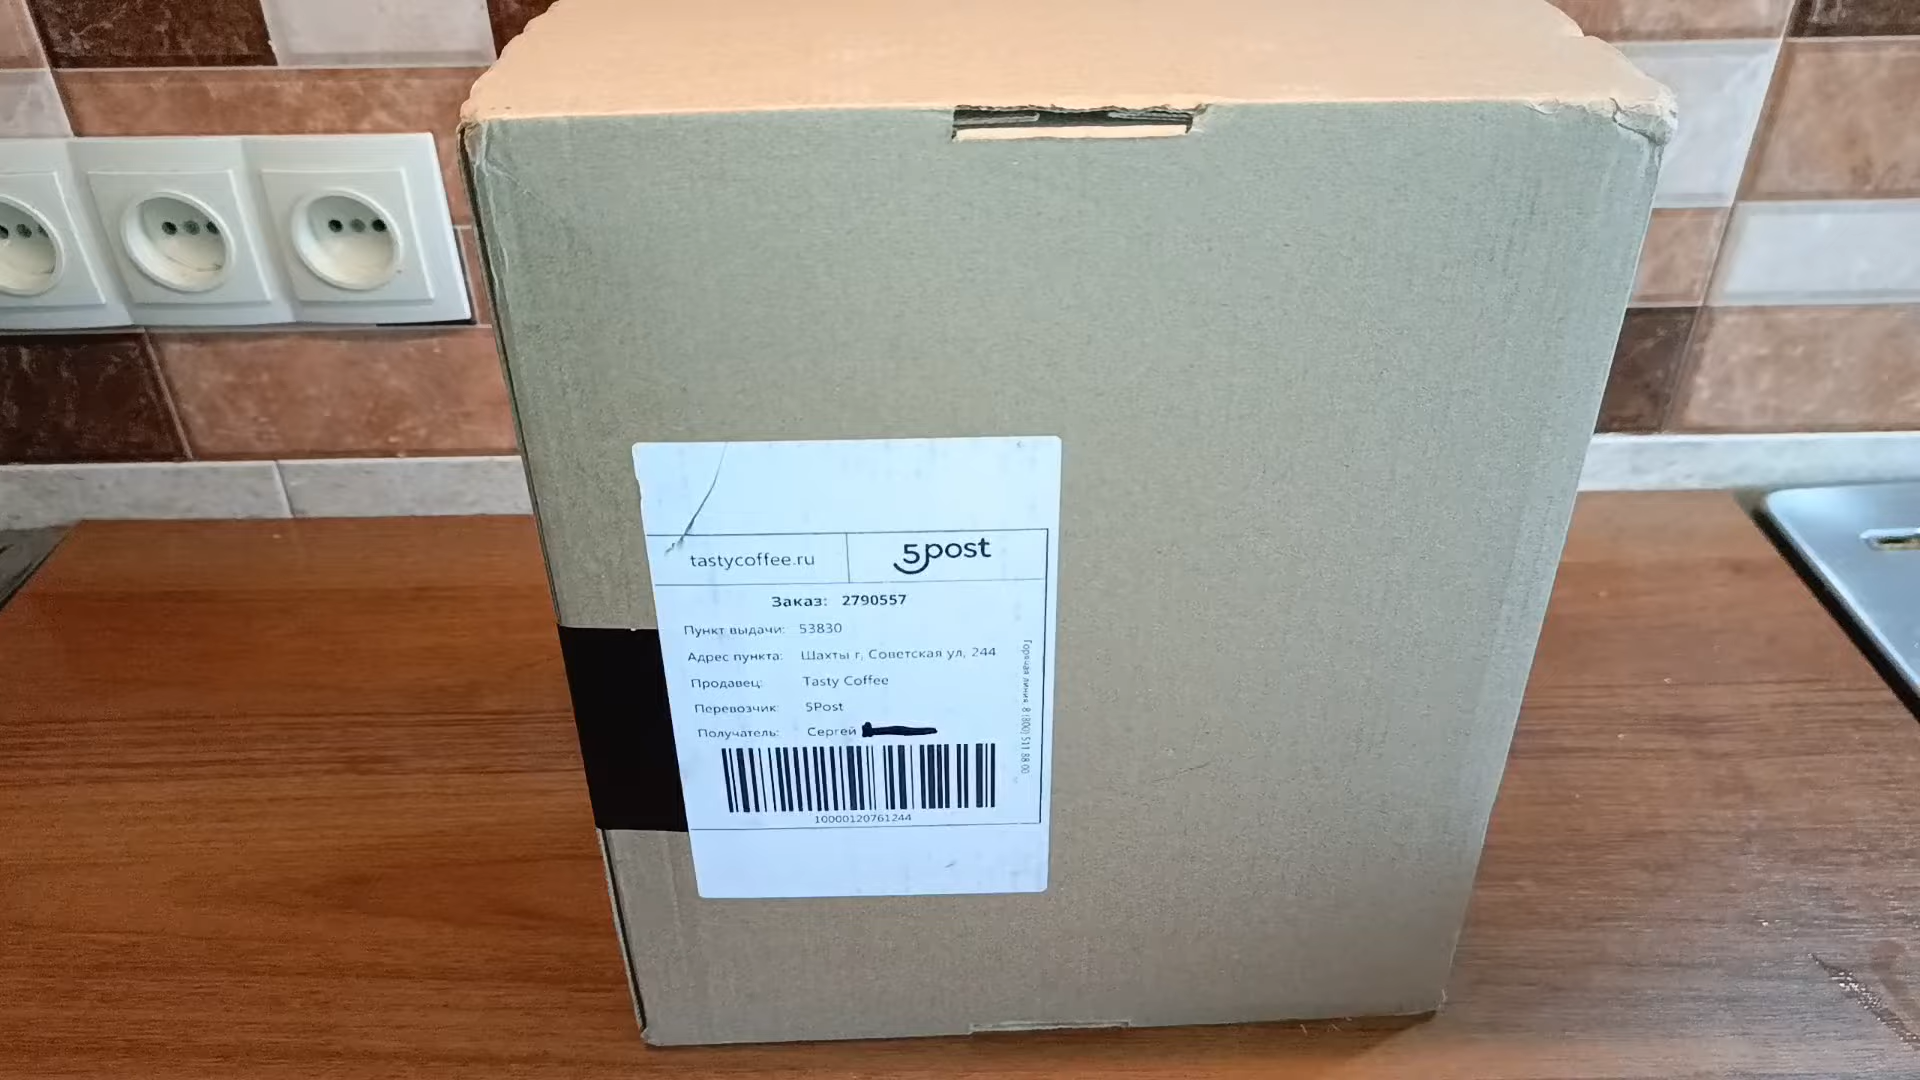 tastycoffee.ru
5post
Заказ: 2790557
Пункт выдачи: 53830
Адрес пункта: Шахты г, Советская ул, 244
Продавец: Tasty Coffee
Перевозчик: 5Post
Получатель: Сергей
10000120761244
Горячая линия: 8 (800) 511 88 00